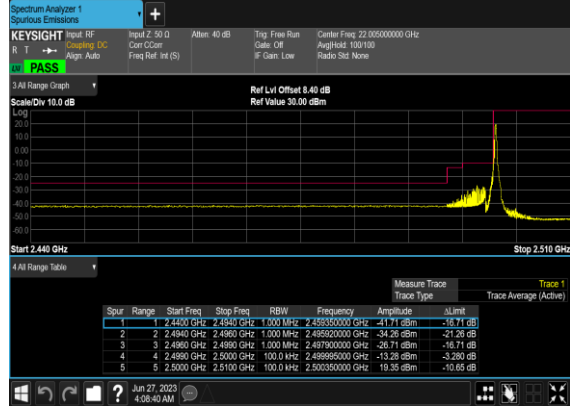 Spectrum Analyzer 1
Spurious Emissions
KEYSIGHT Input: RF Input Z: 50 Ω Atten: 40 dB Trig: Free Run Center Freq: 22.005000000 GHz
R T Coupling: DC Corr CCorr Gate: Off Avg|Hold: 100/100
Align: Auto Freq Ref: Int (S) IF Gain: Low Radio Std: None
LV PASS
3 All Range Graph
Ref Lvl Offset 8.40 dB
Scale/Div 10.0 dB Ref Value 30.00 dBm
Log
20.0
10.0
0.00
-10.0
-20.0
-30.0
-40.0
-50.0
-60.0
Start 2.440 GHz Stop 2.510 GHz
4 All Range Table
Measure Trace Trace 1
Trace Type Trace Average (Active)
Spur Range Start Freq Stop Freq RBW Frequency Amplitude ΔLimit
1 1 2.4400 GHz 2.4940 GHz 1.000 MHz 2.459350000 GHz -41.71 dBm -16.71 dB
2 2 2.4940 GHz 2.4960 GHz 1.000 MHz 2.495920000 GHz -34.26 dBm -21.26 dB
3 3 2.4960 GHz 2.4990 GHz 1.000 MHz 2.497900000 GHz -26.71 dBm -16.71 dB
4 4 2.4990 GHz 2.5000 GHz 100.0 kHz 2.499995000 GHz -13.28 dBm -3.280 dB
5 5 2.5000 GHz 2.5100 GHz 100.0 kHz 2.500350000 GHz 19.35 dBm -10.65 dB
Jun 27, 2023
4:08:40 AM